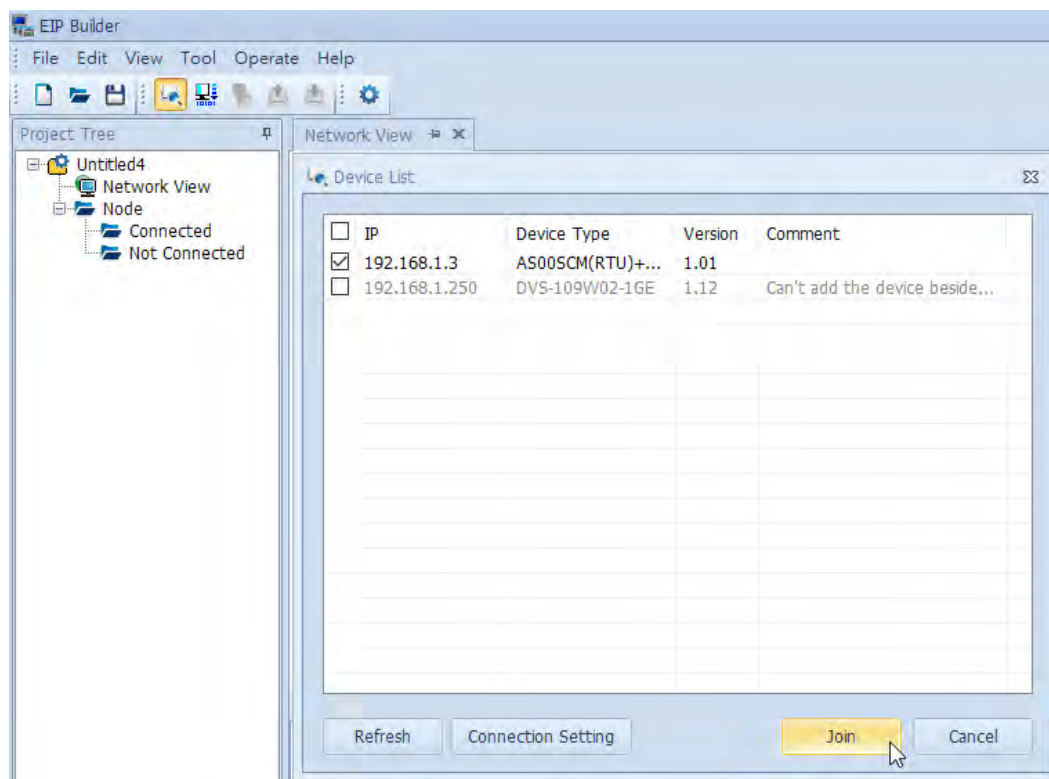 EIP Builder
File Edit View Tool Operate Help
Project Tree
Network View
Untitled4
Network View
Node
Connected
Not Connected
Device List
IP Device Type Version Comment
192.168.1.3 AS00SCM(RTU)+... 1.01
192.168.1.250 DVS-109W02-1GE 1.12 Can't add the device beside...
Refresh Connection Setting Join Cancel